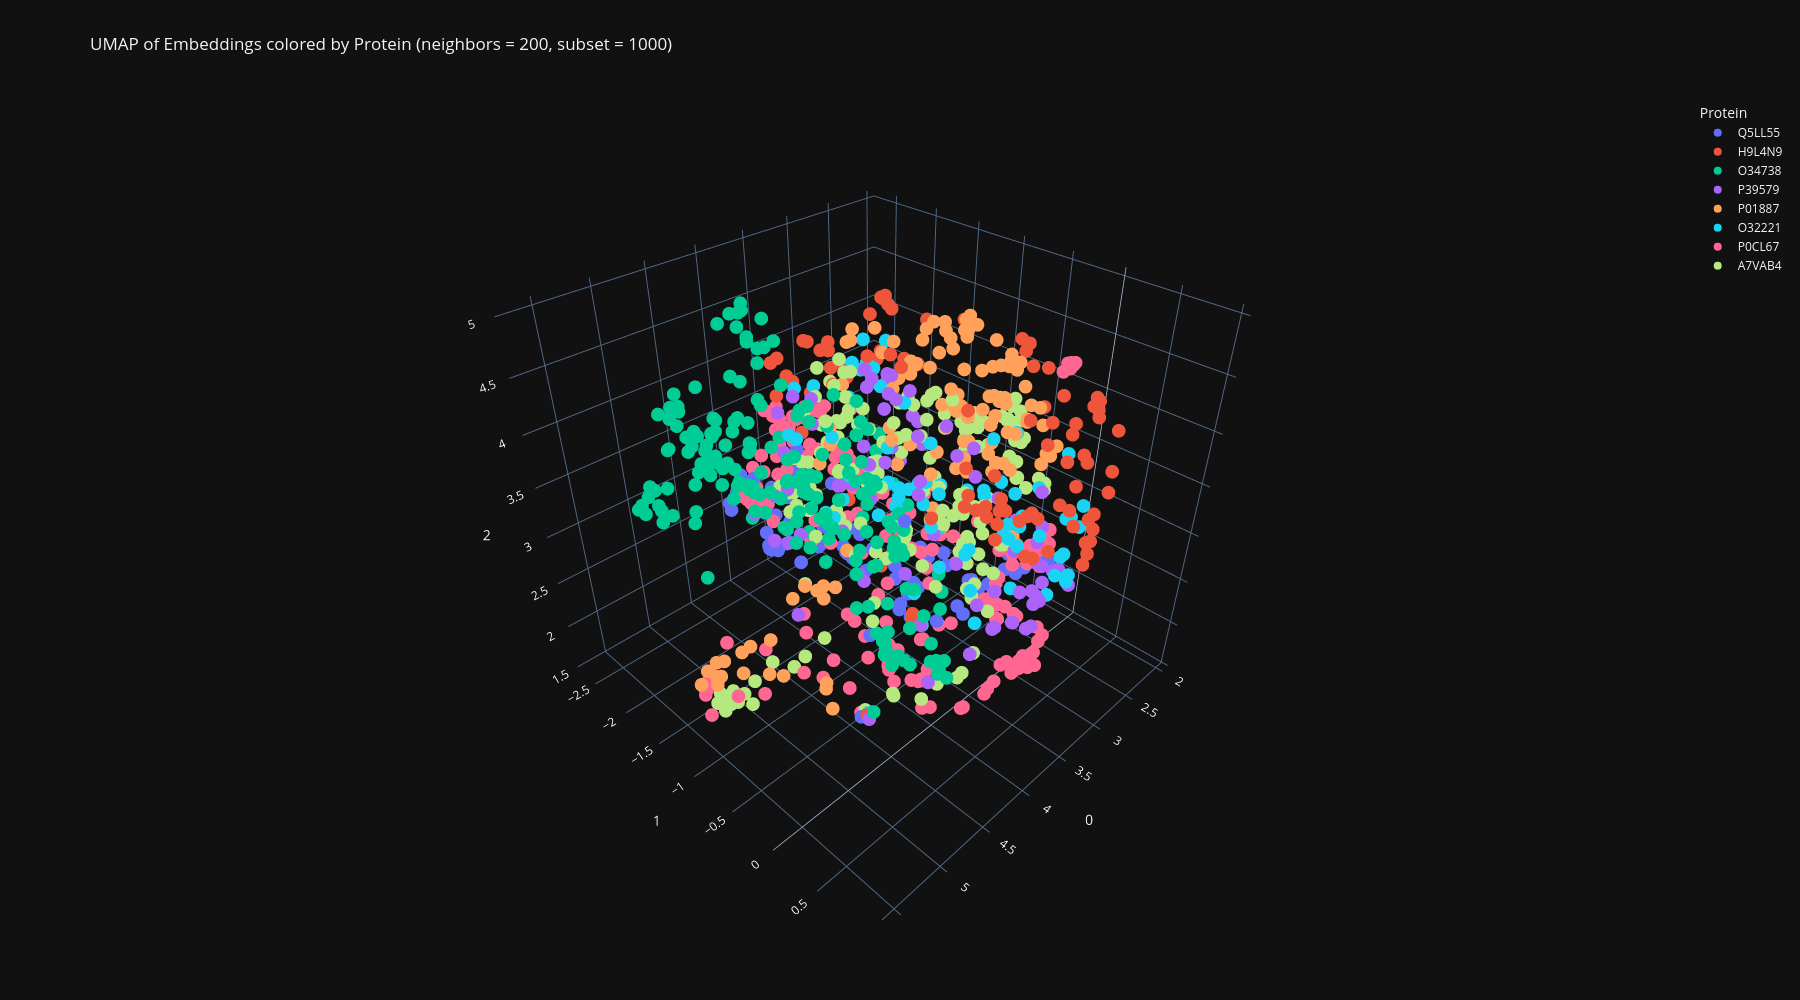 UMAP of Embeddings colored by Protein (neighbors = 200, subset = 1000)
Protein
Q5LL55
H9L4N9
O34738
P39579
P01887
O32221
P0CL67
A7VAB4
5
4.5
4
3.5
3
2.5
2
1.5
2
−2.5
−2
−1.5
−1
−0.5
0
0.5
1
2
2.5
3
3.5
4
4.5
5
0